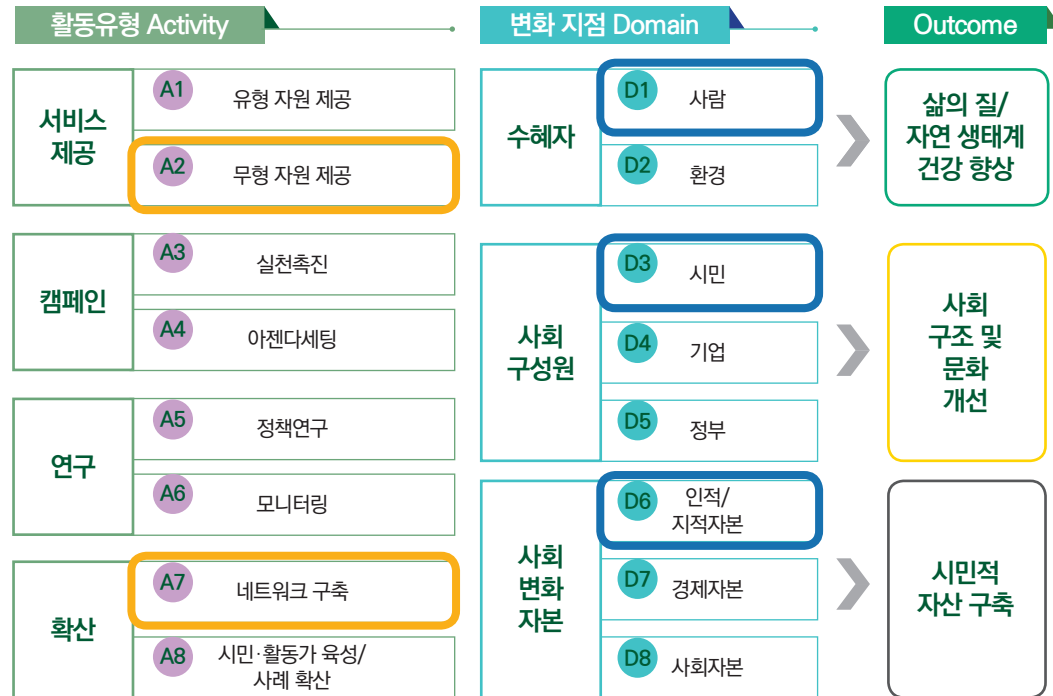 활동유형 Activity
변화 지점 Domain
Outcome
서비스
제공
A1
유형 자원 제공
A2
무형 자원 제공
캠페인
A3
실천촉진
A4
아젠다세팅
연구
A5
정책연구
A6
모니터링
확산
A7
네트워크 구축
A8
시민·활동가 육성/
사례 확산
수혜자
D1
사람
D2
환경
사회
구성원
D3
시민
D4
기업
D5
정부
사회
변화
자본
D6
인적/
지적자본
D7
경제자본
D8
사회자본
삶의 질/
자연 생태계
건강 향상
사회
구조 및
문화
개선
시민적
자산 구축